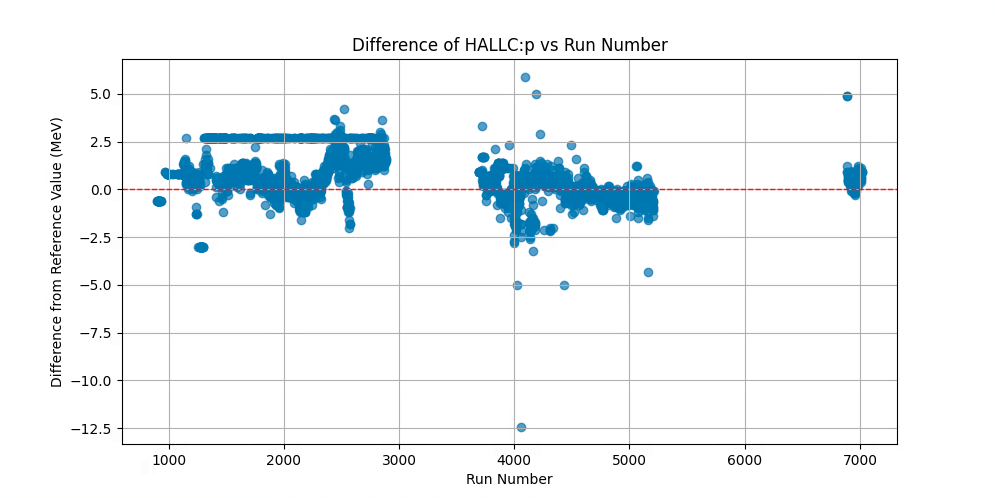 Difference of HALLC:p vs Run Number
Difference from Reference Value (MeV)
5.0
2.5
0.0
−2.5
−5.0
−7.5
−10.0
−12.5
1000 2000 3000 4000 5000 6000 7000
Run Number